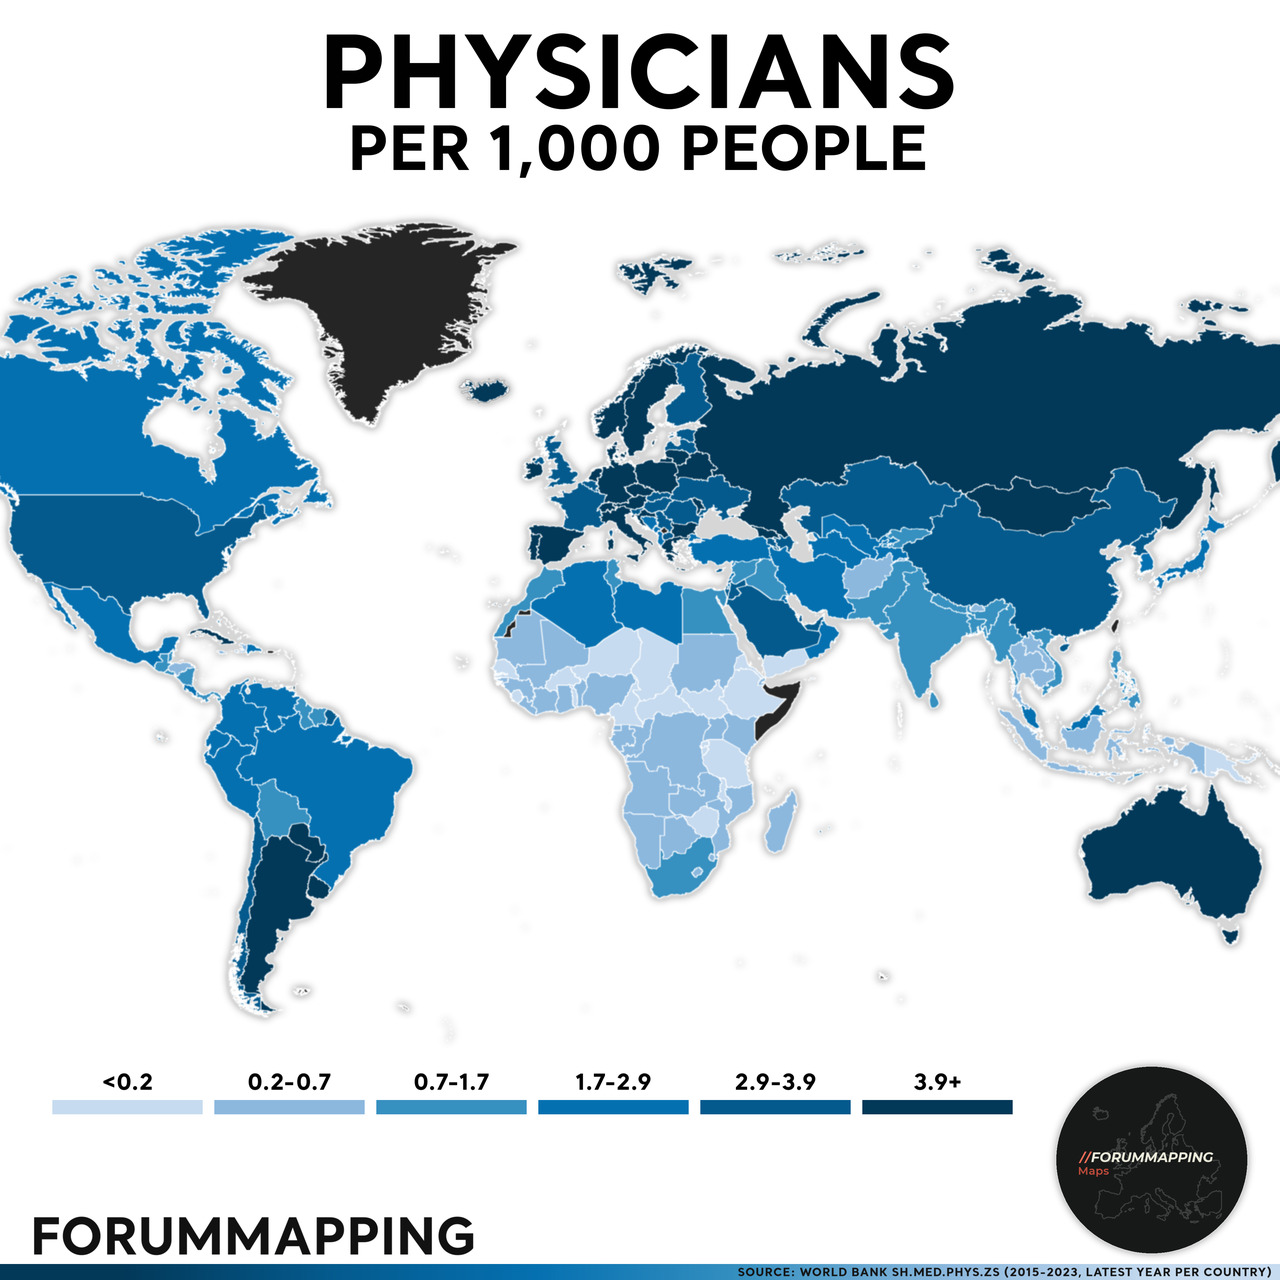 PHYSICIANS
PER 1,000 PEOPLE
<0.2 0.2-0.7 0.7-1.7 1.7-2.9 2.9-3.9 3.9+
//FORUMMAPPING
Maps
FORUMMAPPING
SOURCE: WORLD BANK SH.MED.PHYS.ZS (2015-2023, LATEST YEAR PER COUNTRY)